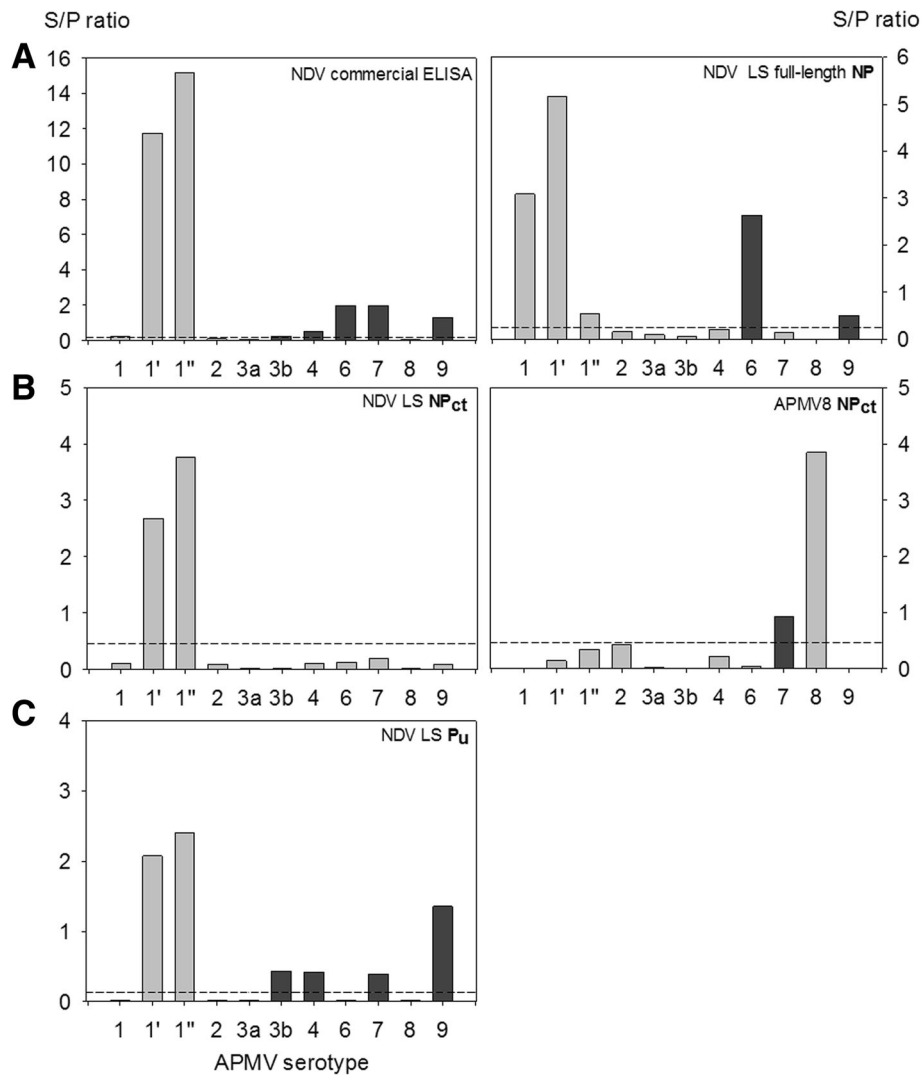 S/P ratio
S/P ratio
A
NDV commercial ELISA
16
14
12
10
8
6
4
2
0
1 1' 1" 2 3a 3b 4 6 7 8 9
NDV LS full-length NP
6
5
4
3
2
1
0
1 1' 1" 2 3a 3b 4 6 7 8 9
B
NDV LS NPct
5
4
3
2
1
0
1 1' 1" 2 3a 3b 4 6 7 8 9
APMV8 NPct
5
4
3
2
1
0
1 1' 1" 2 3a 3b 4 6 7 8 9
C
NDV LS Pu
4
3
2
1
0
1 1' 1" 2 3a 3b 4 6 7 8 9
APMV serotype